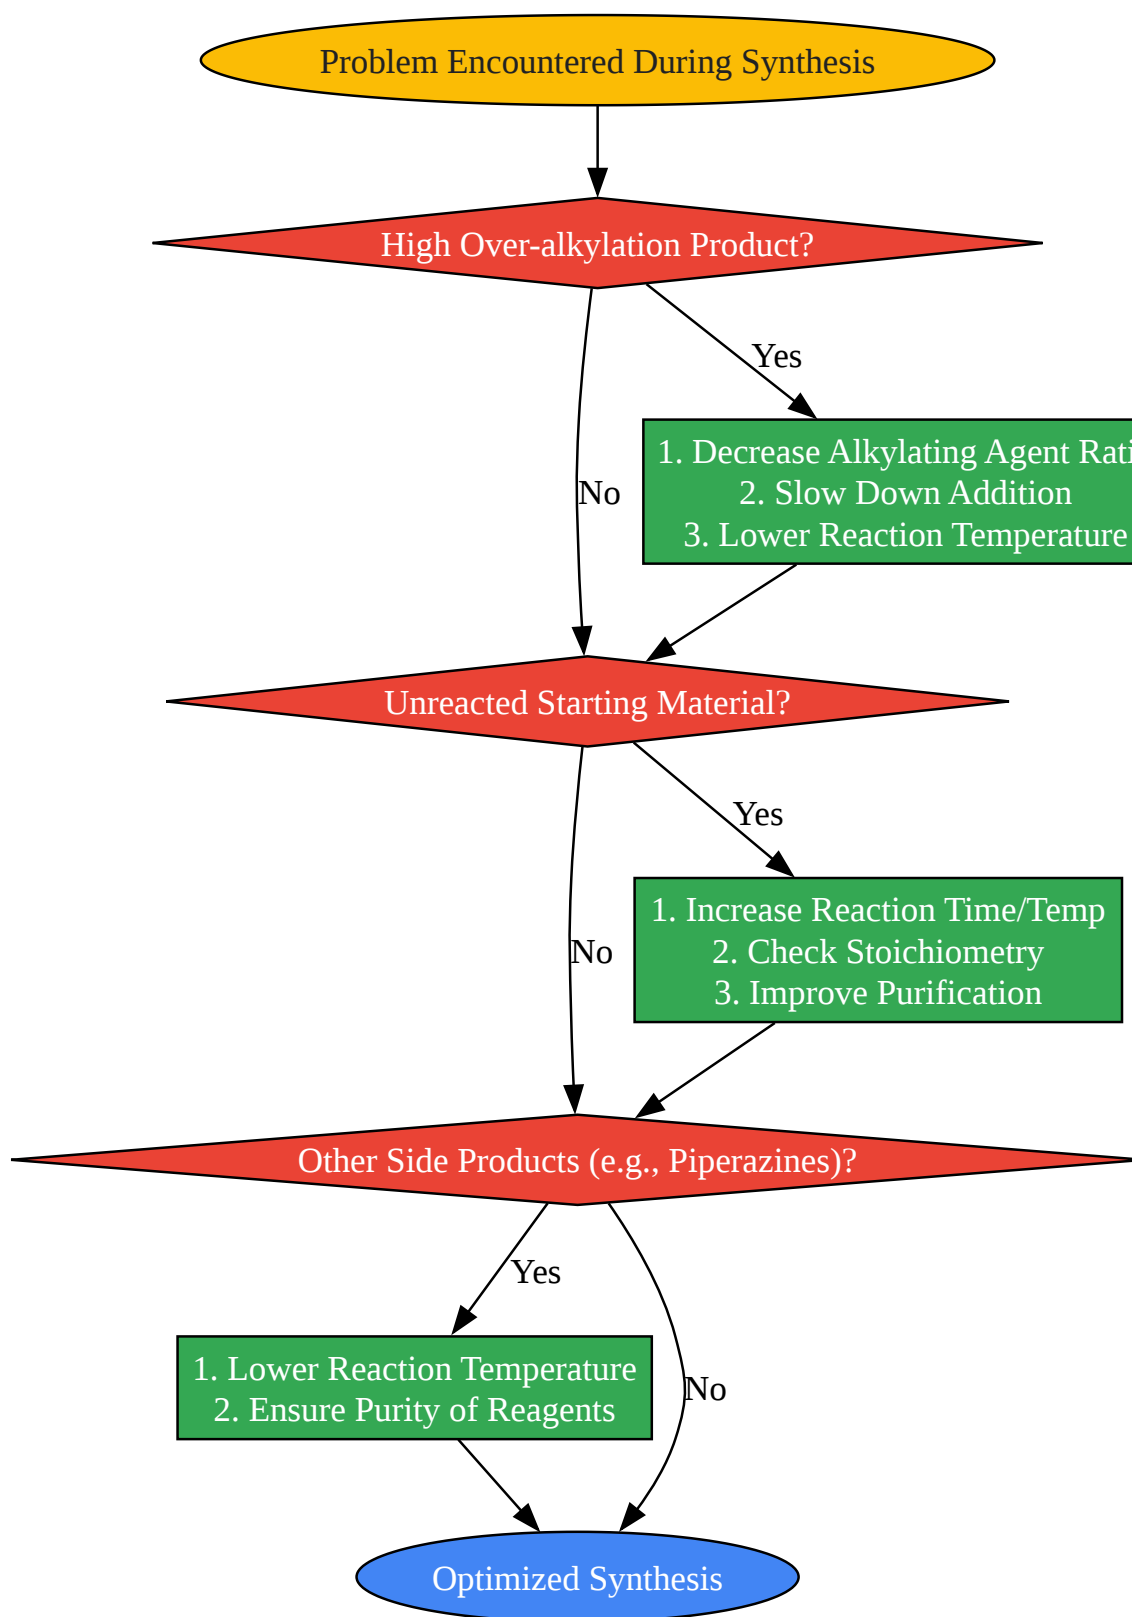 Problem Encountered During Synthesis
High Over-alkylation Product?
Yes
1. Decrease Alkylating Agent Rati
2. Slow Down Addition
No
3. Lower Reaction Temperature
Unreacted Starting Material?
Yes
1. Increase Reaction Time/Temp
2. Check Stoichiometry
No
3. Improve Purification
Other Side Products (e.g., Piperazines)?
Yes
1. Lower Reaction Temperature
No
2. Ensure Purity of Reagents
Optimized Synthesis